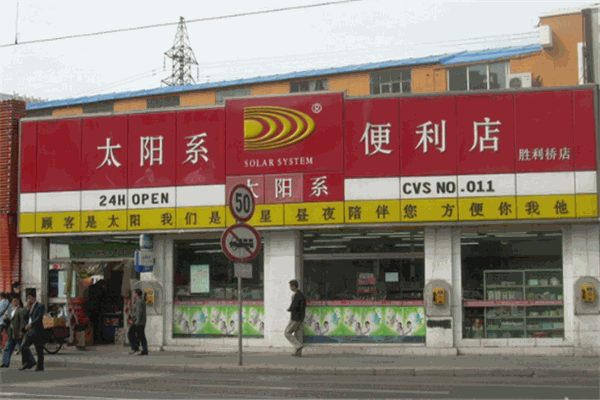 太阳系
®
SOLAR SYSTEM
便利店
胜利桥店
24H OPEN
太阳系
CVS NO.011
顾客是太阳 我们是 星 昼夜陪伴您 方便你我他
50